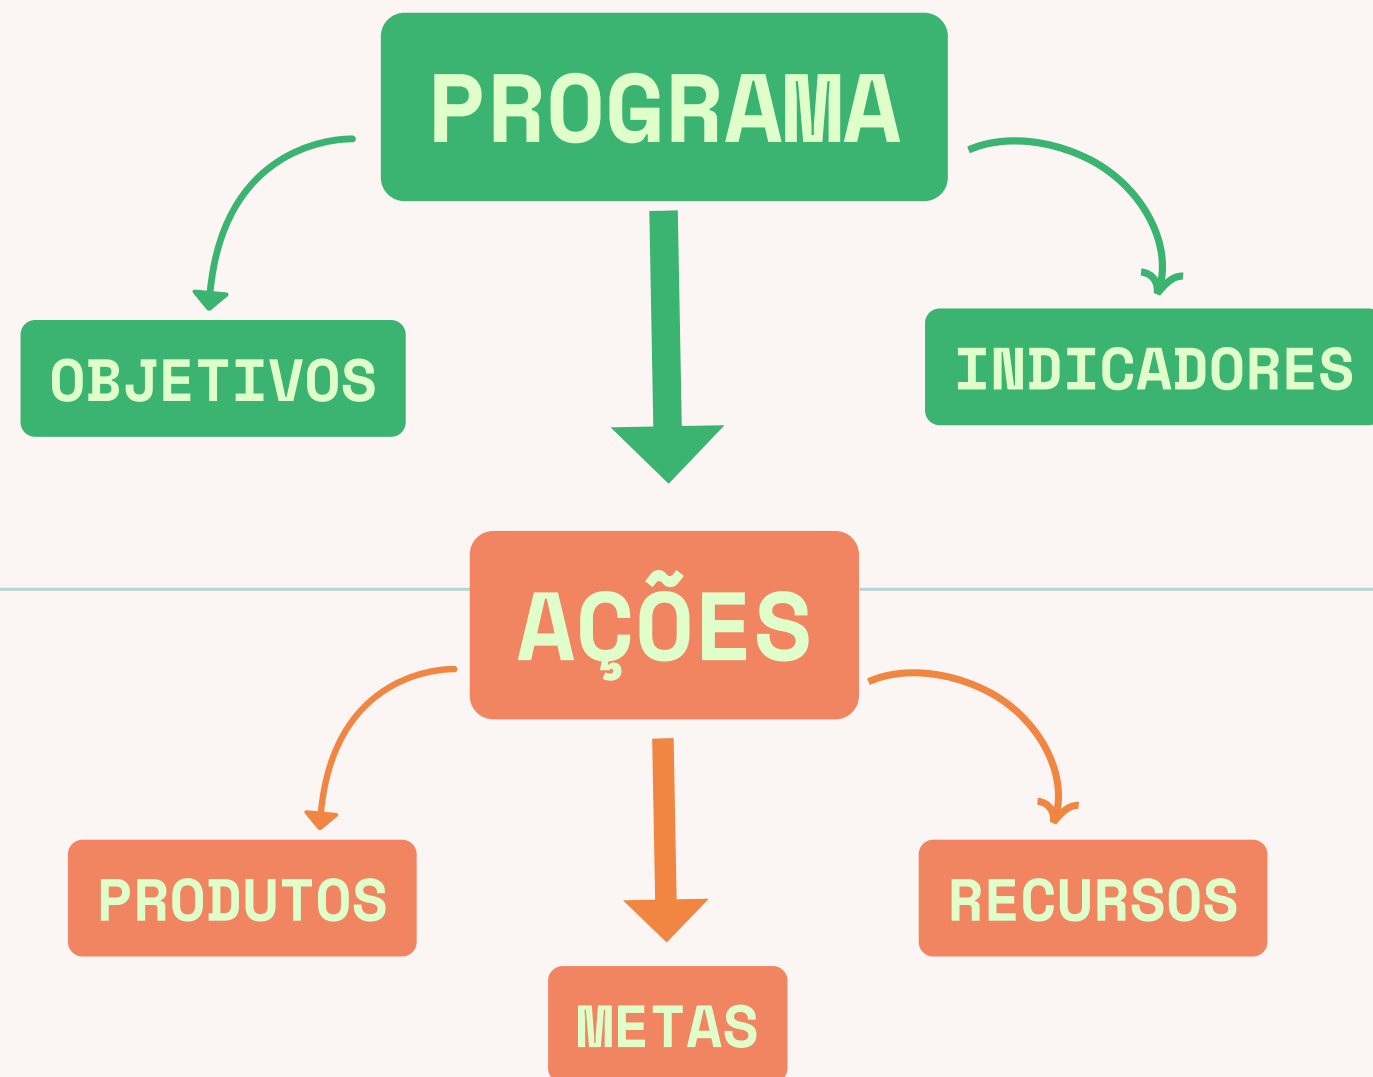 PROGRAMA
OBJETIVOS
INDICADORES
AÇÕES
PRODUTOS
RECURSOS
METAS